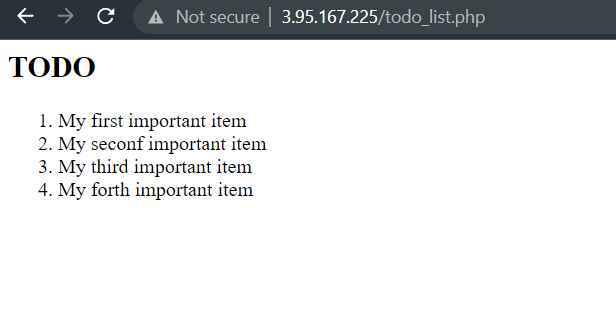 Not secure | 3.95.167.225/todo_list.php
TODO
1. My first important item
2. My seconf important item
3. My third important item
4. My forth important item